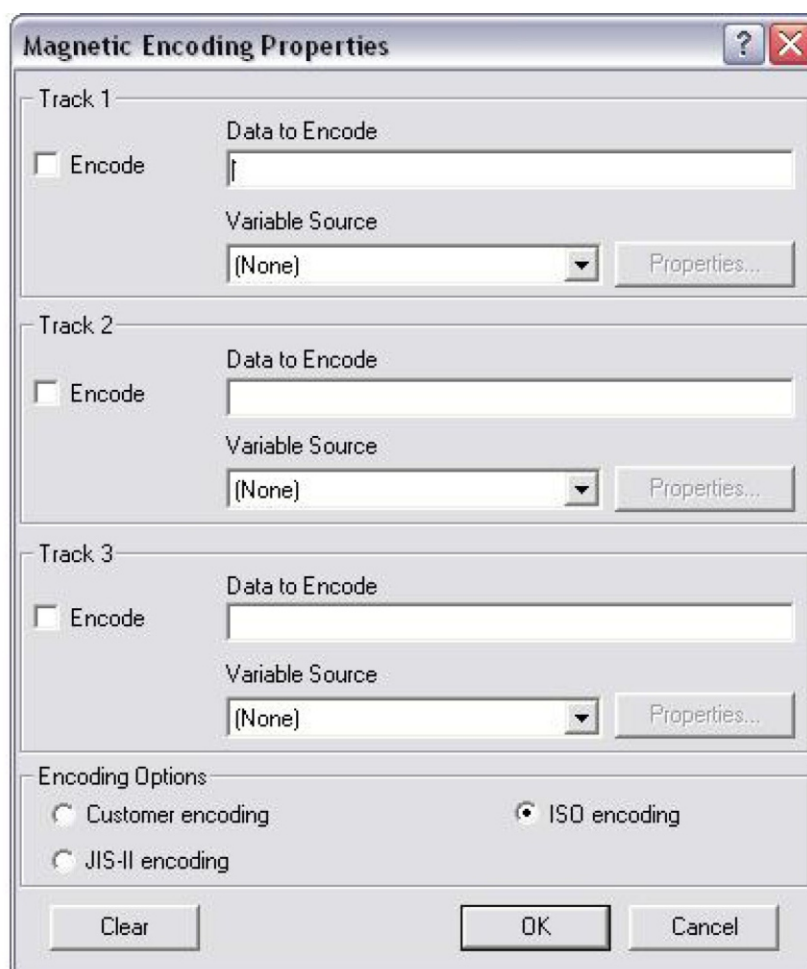 Magnetic Encoding Properties
Track 1
Data to Encode
Encode
Variable Source
(None)
Properties...
Track 2
Data to Encode
Encode
Variable Source
(None)
Properties...
Track 3
Data to Encode
Encode
Variable Source
(None)
Properties...
Encoding Options
Customer encoding
ISO encoding
JIS-II encoding
Clear
OK
Cancel